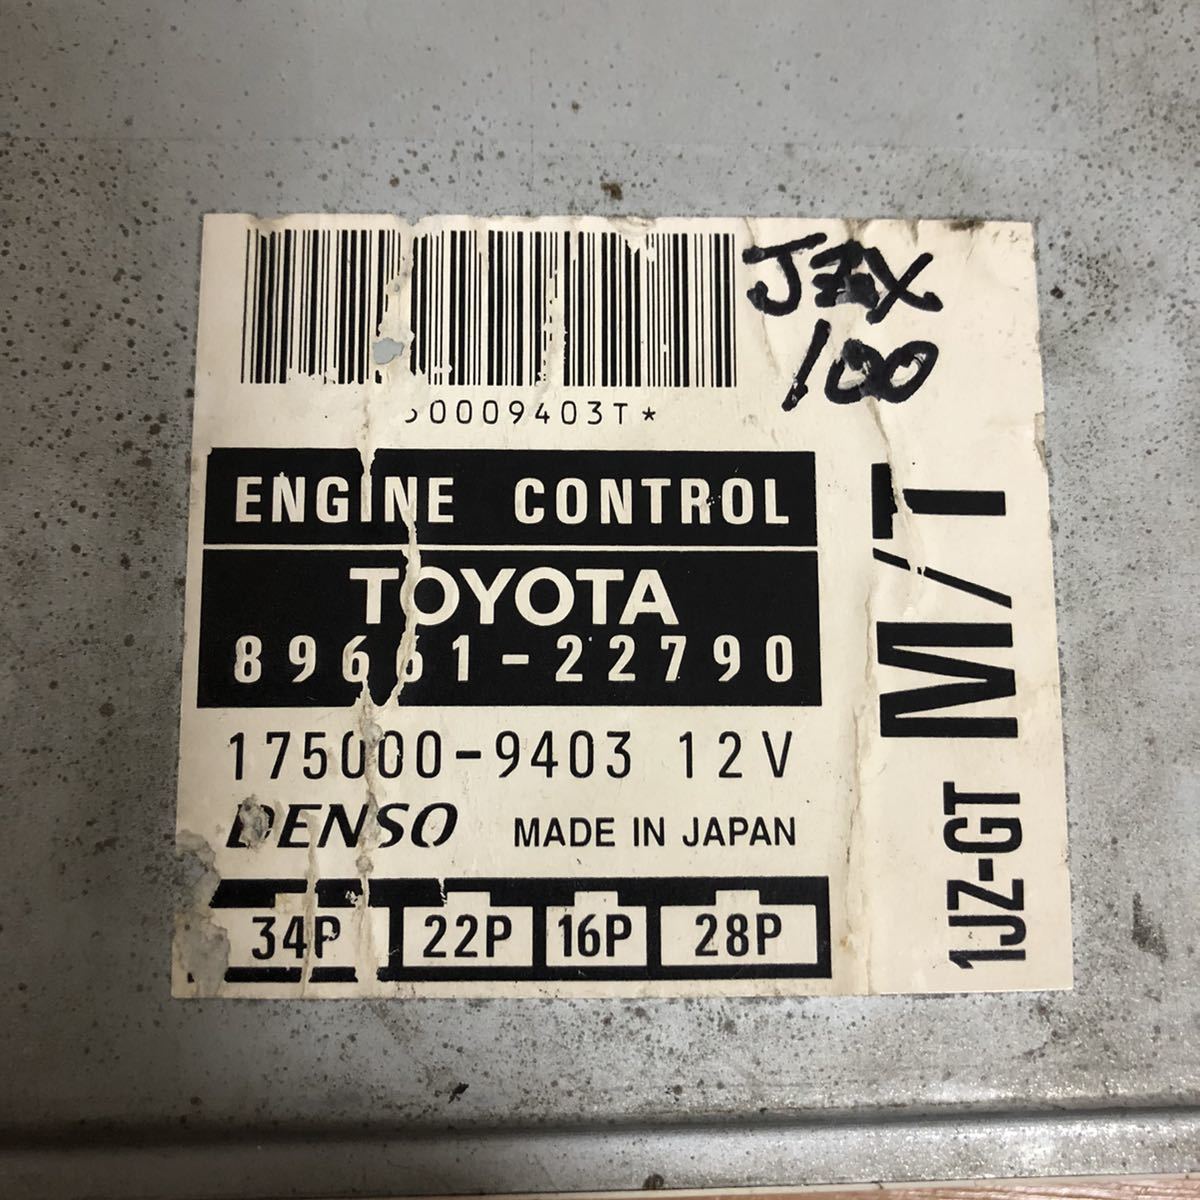 JZX
100
50009403T*
ENGINE CONTROL
TOYOTA
89661-22790
175000-9403 12V
DENSO MADE IN JAPAN
34P 22P 16P 28P
1JZ-GT M/T